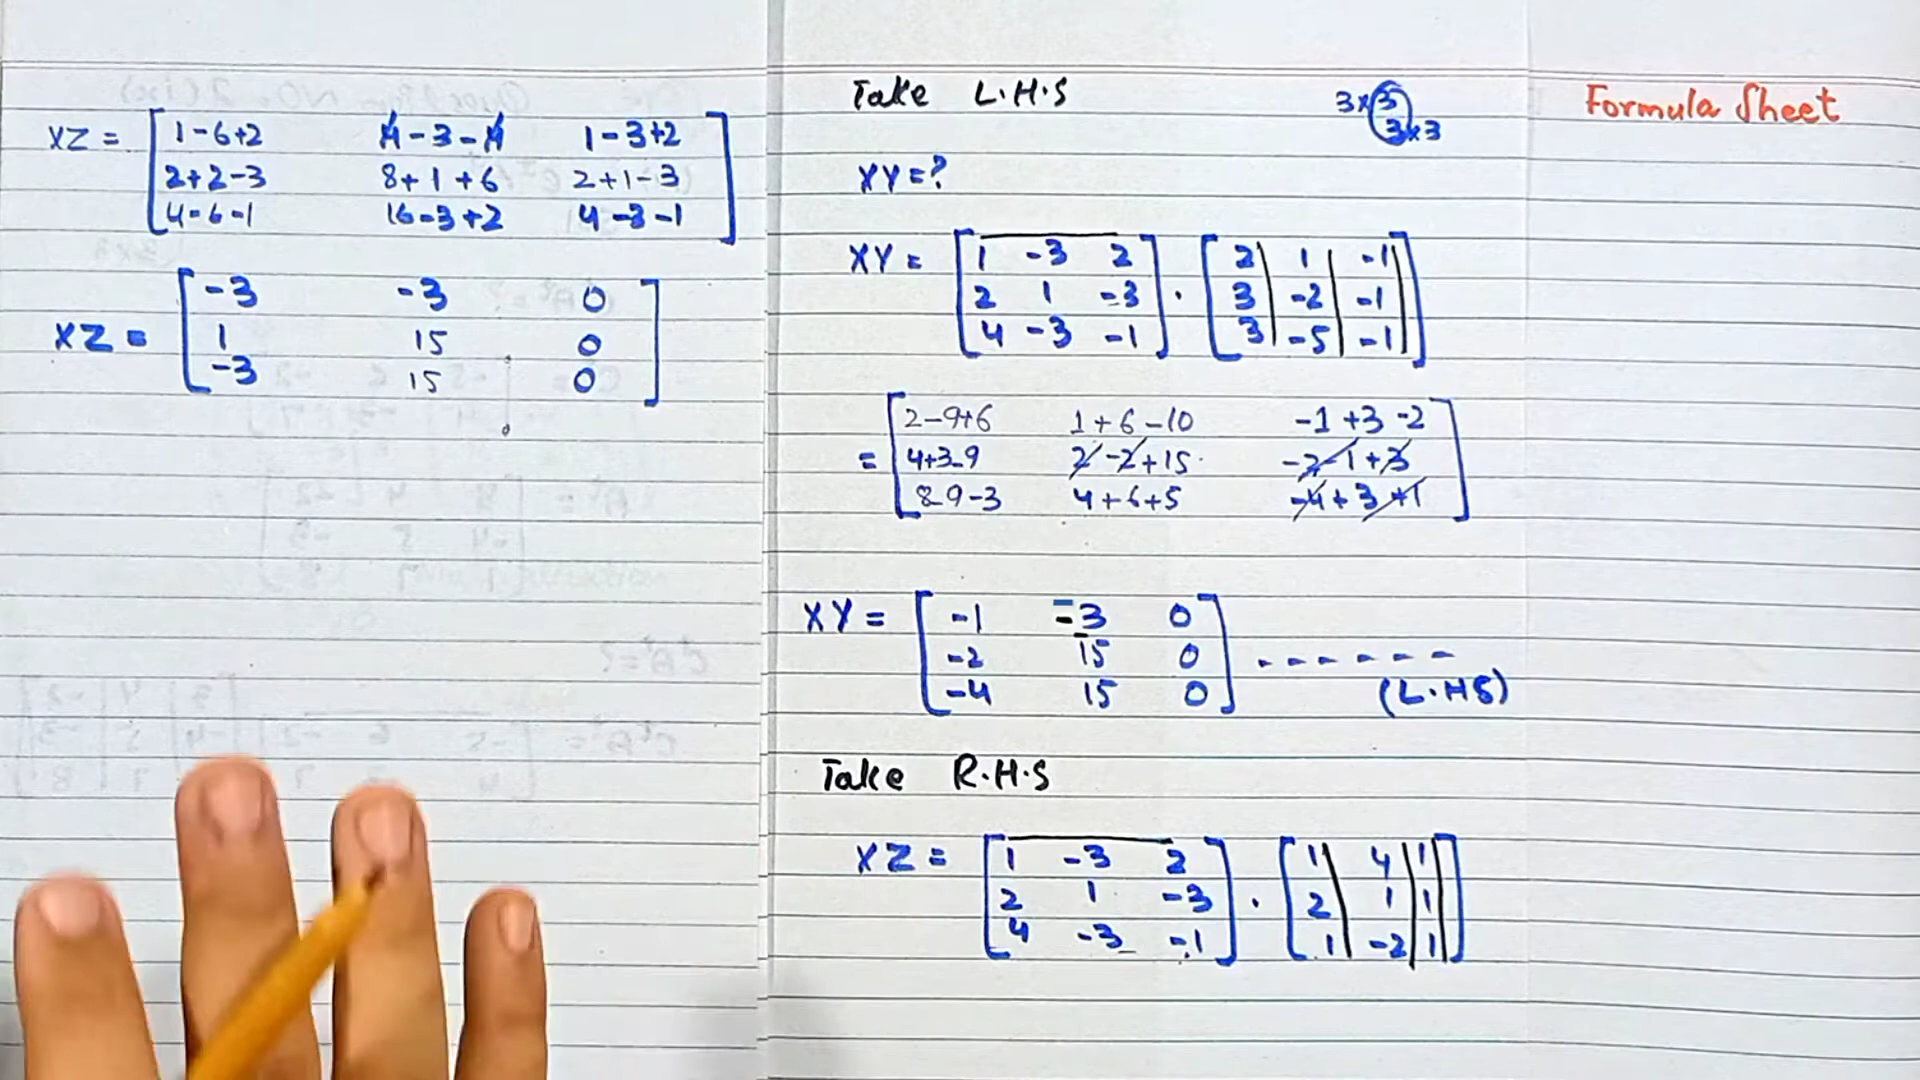 XZ = [ 1-6+2 4-3-4 1-3+2
2+2-3 8+1+6 2+1-3
4-6-1 16-3+2 4-3-1 ]
XZ = [ -3 -3 0
1 15 0
-3 15 0 ]
Take L.H.S
3×3
3×3
XY=?
XY = [ 1 -3 2 ] . [ 2 1 -1 ]
2 1 -3 3 -2 -1
4 -3 -1 3 -5 -1
= [ 2-9+6 1+6-10 -1+3-2
4+3-9 2-2+15 -2-1+3
8-9-3 4+6+5 -4+3+1 ]
XY = [ -1 -3 0
-2 15 0 ] - - - - - -
-4 15 0 (L.HS)
Take R.H.S
XZ = [ 1 -3 2 ] . [ 1 4 1 ]
2 1 -3 2 1 1
4 -3 -1 1 -2 1
Formula Sheet